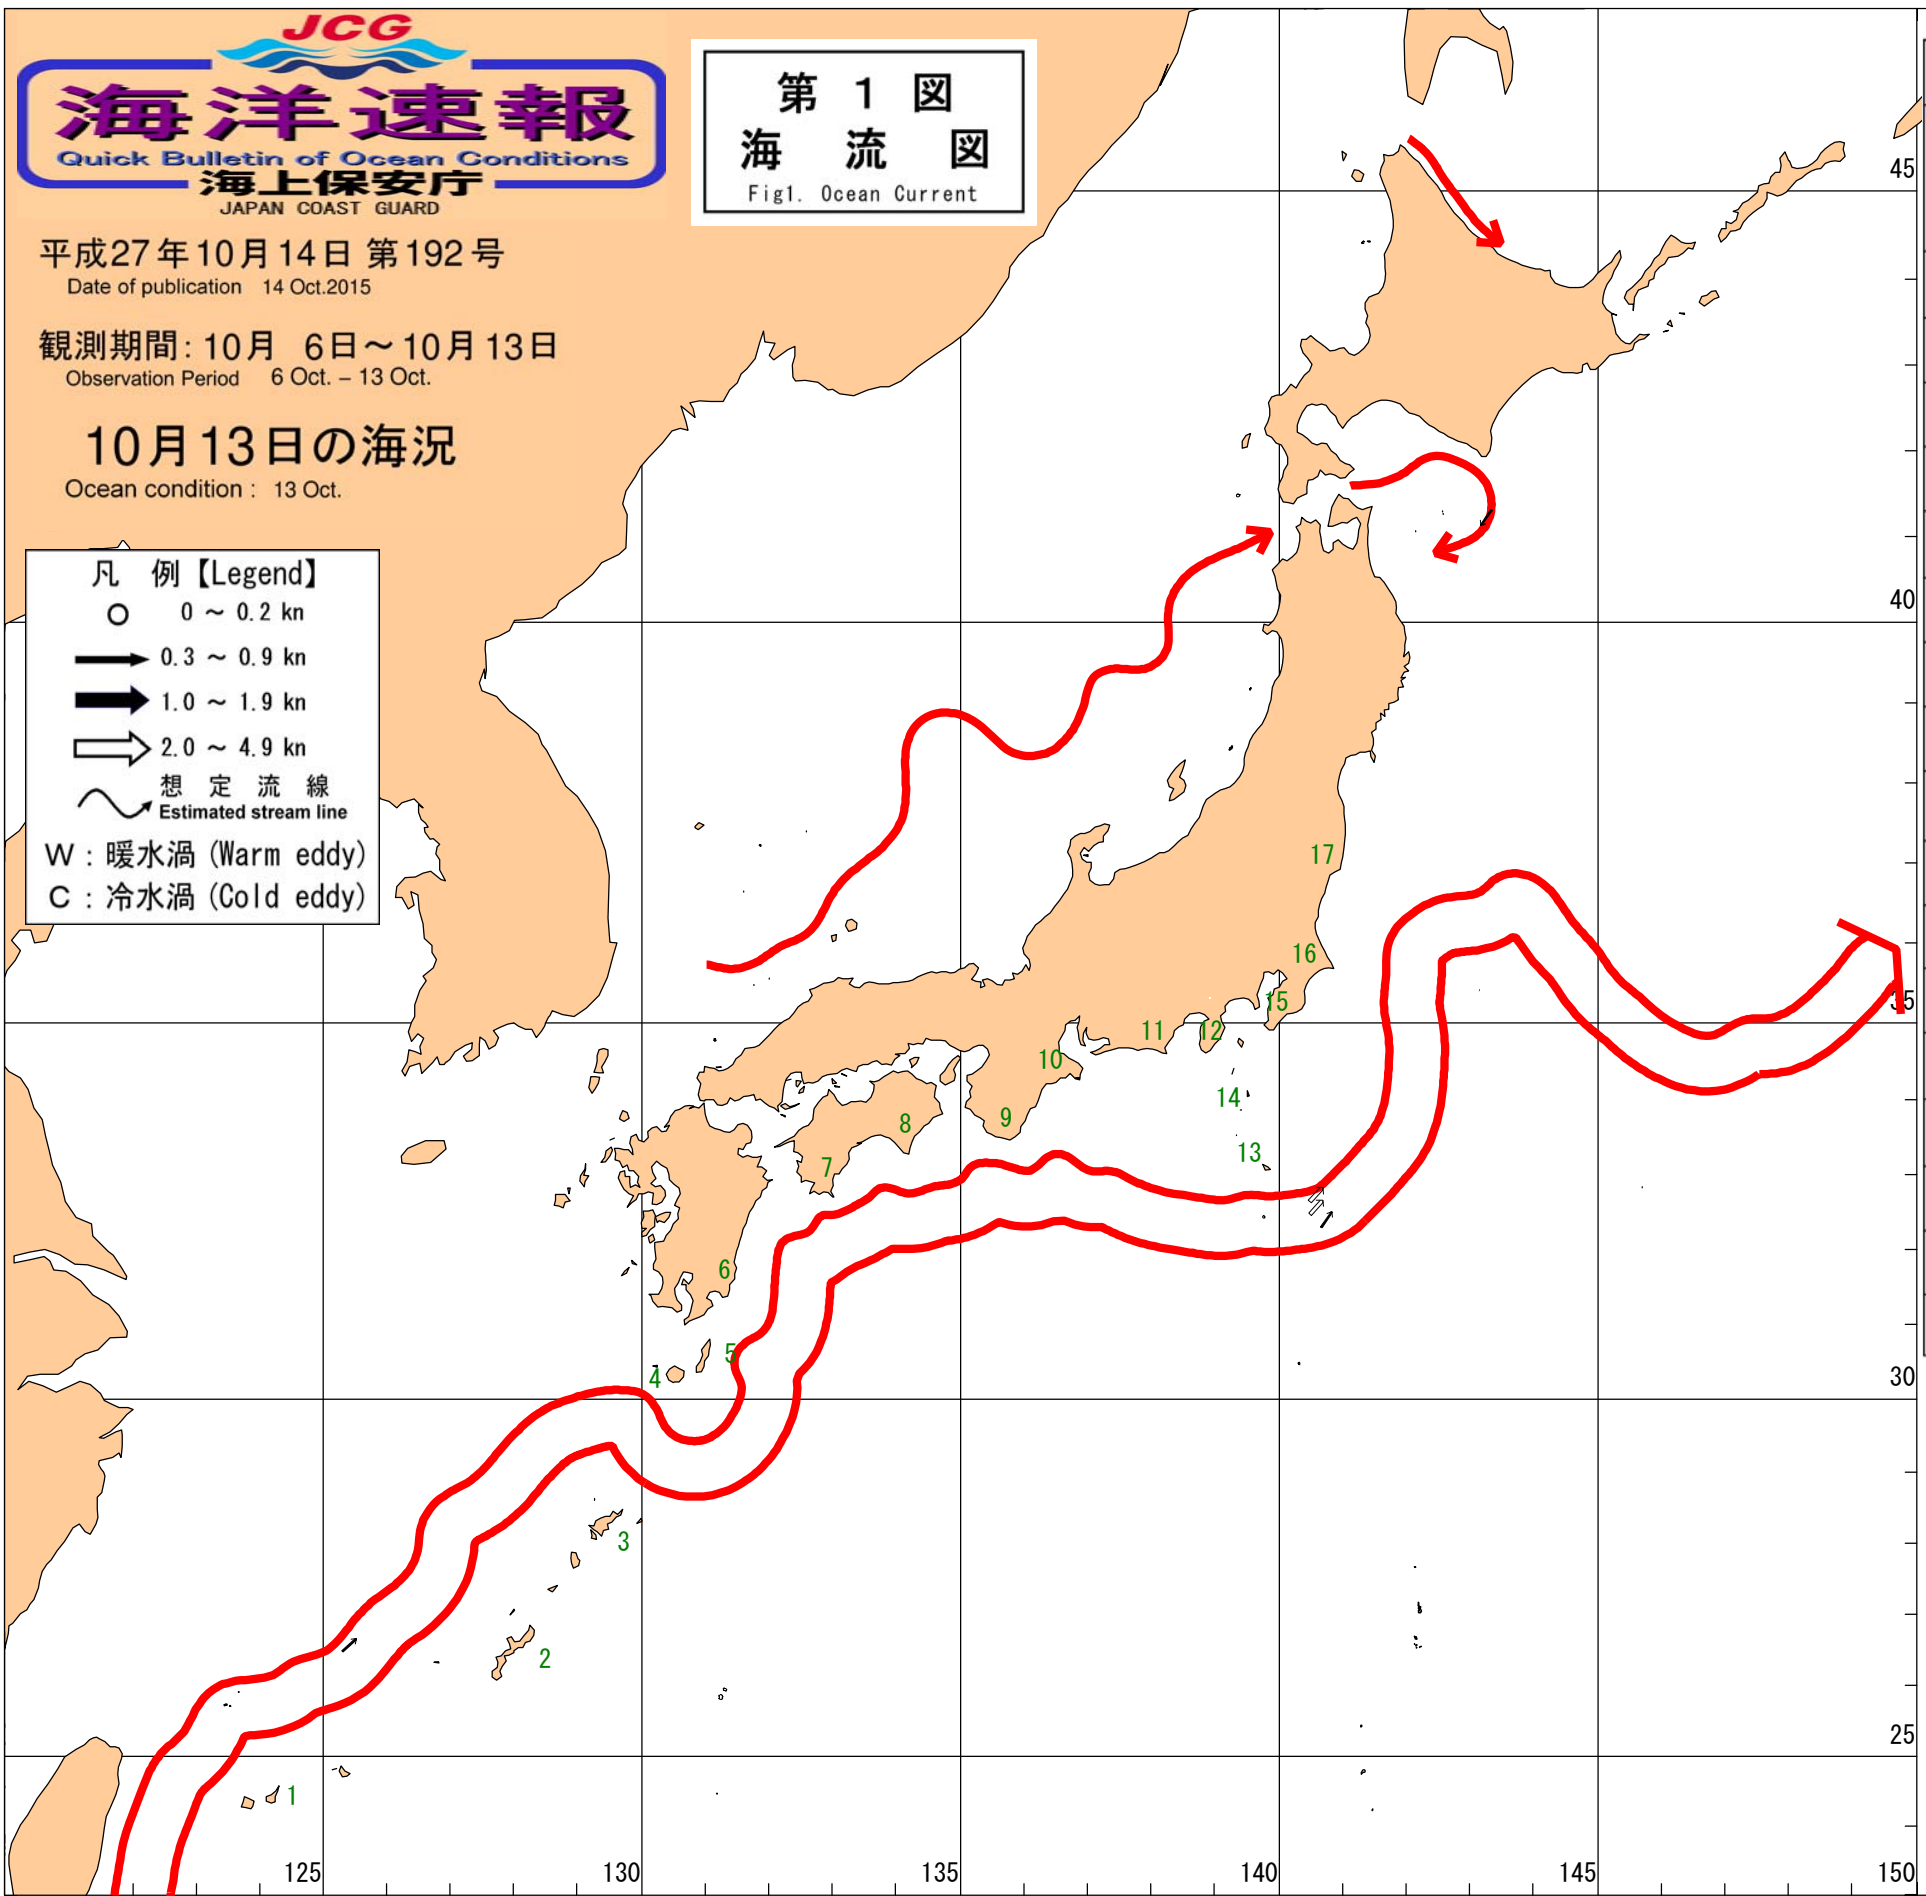 JCG
海洋速報
Quick Bulletin of Ocean Conditions
海上保安庁
JAPAN COAST GUARD
平成27年10月14日 第192号
Date of publication 14 Oct.2015
観測期間: 10月 6日～10月13日
Observation Period 6 Oct. – 13 Oct.
10月13日の海況
Ocean condition : 13 Oct.
第 1 図
海 流 図
Fig1. Ocean Current
凡 例【Legend】
0 ～ 0.2 kn
0.3 ～ 0.9 kn
1.0 ～ 1.9 kn
2.0 ～ 4.9 kn
想 定 流 線
Estimated stream line
W : 暖水渦 (Warm eddy)
C : 冷水渦 (Cold eddy)
45
40
17
16
15
35
11
12
10
14
9
8
13
7
6
5
4
30
3
2
25
1
125
130
135
140
145
150